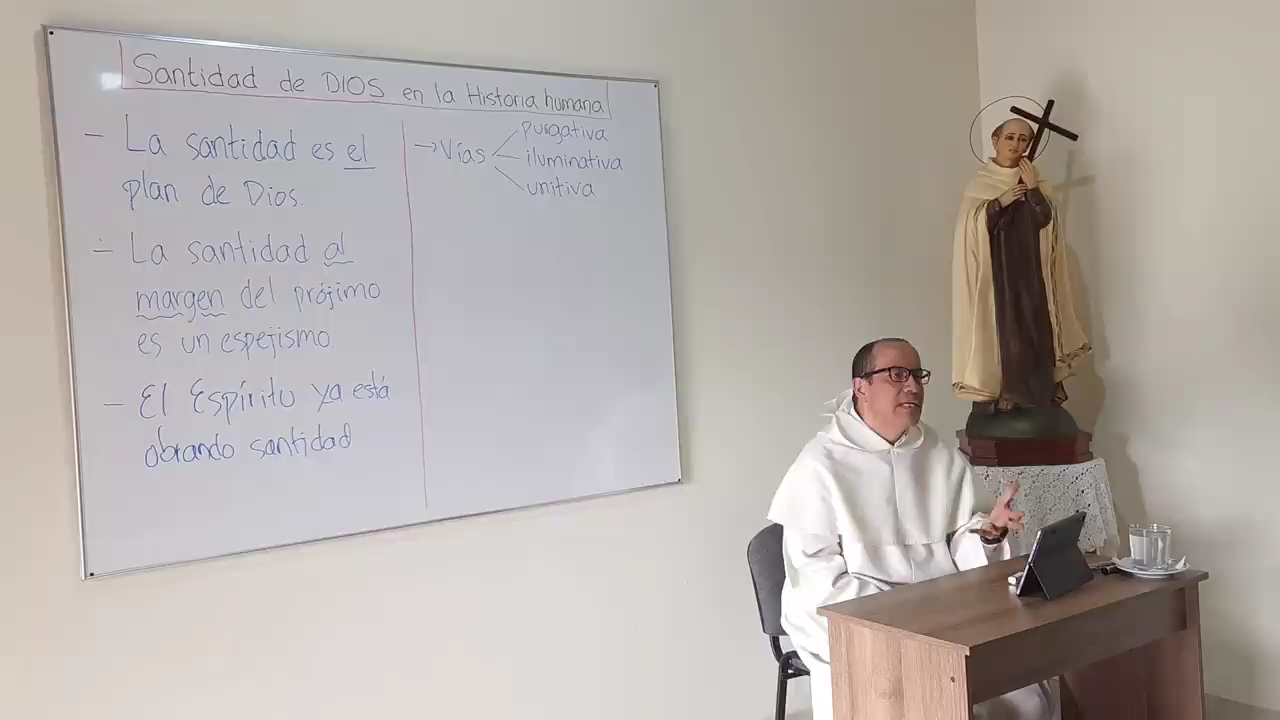 Santidad de DIOS en la Historia humana
- La santidad es el
plan de Dios.
- La santidad al
margen del prójimo
es un espejismo.
- El Espíritu ya está
obrando santidad
→ Vías
purgativa
iluminativa
unitiva